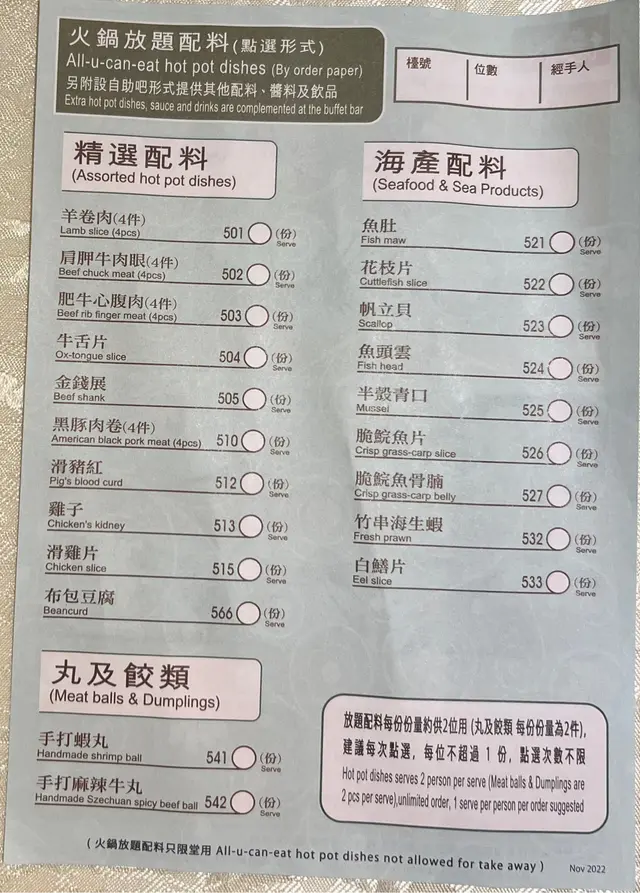 火鍋放題配料(點選形式)
All-u-can-eat hot pot dishes (By order paper)
另附設自助吧形式提供其他配料、醬料及飲品
Extra hot pot dishes, sauce and drinks are complemented at the buffet bar
檯號 位數 經手人
精選配料
(Assorted hot pot dishes)
羊卷肉(4件)
Lamb slice (4pcs) 501 (份) Serve
肩胛牛肉眼(4件)
Beef chuck meat (4pcs) 502 (份) Serve
肥牛心腹肉(4件)
Beef rib finger meat (4pcs) 503 (份) Serve
牛舌片
Ox-tongue slice 504 (份) Serve
金錢展
Beef shank 505 (份) Serve
黑豚肉卷(4件)
American black pork meat (4pcs) 510 (份) Serve
滑豬紅
Pig's blood curd 512 (份) Serve
雞子
Chicken's kidney 513 (份) Serve
滑雞片
Chicken slice 515 (份) Serve
布包豆腐
Beancurd 566 (份) Serve
海產配料
(Seafood & Sea Products)
魚肚
Fish maw 521 (份) Serve
花枝片
Cuttlefish slice 522 (份) Serve
帆立貝
Scallop 523 (份) Serve
魚頭雲
Fish head 524 (份) Serve
半殼青口
Mussel 525 (份) Serve
脆鯇魚片
Crisp grass-carp slice 526 (份) Serve
脆鯇魚骨腩
Crisp grass-carp belly 527 (份) Serve
竹串海生蝦
Fresh prawn 532 (份) Serve
白鱔片
Eel slice 533 (份) Serve
丸及餃類
(Meat balls & Dumplings)
手打蝦丸
Handmade shrimp ball 541 (份) Serve
手打麻辣牛丸
Handmade Szechuan spicy beef ball 542 (份) Serve
放題配料每份份量約供2位用 (丸及餃類 每份份量為2件),
建議每次點選，每位不超過 1 份，點選次數不限
Hot pot dishes serves 2 person per serve (Meat balls & Dumplings are
2 pcs per serve),unlimited order, 1 serve per person per order suggested
( 火鍋放題配料只限堂用 All-u-can-eat hot pot dishes not allowed for take away )
Nov 2022